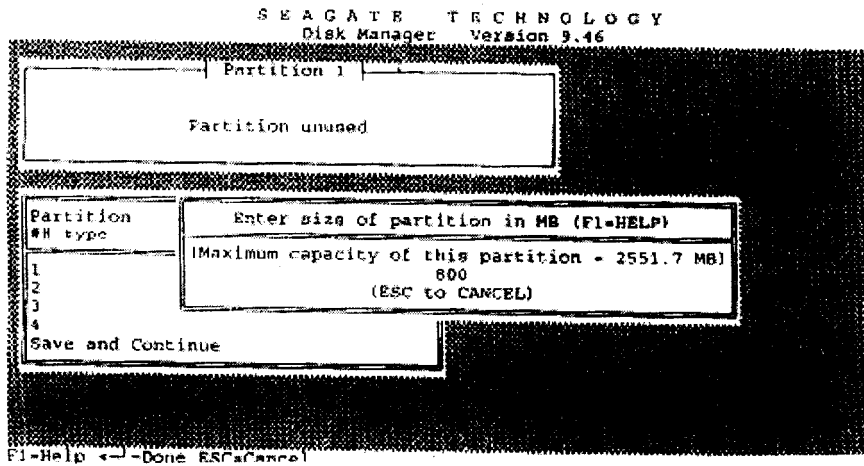 SEAGATE TECHNOLOGY
Disk Manager Version 9.46
Partition 1
Partition unused
Partition
#H type
Enter size of partition in MB (F1=HELP)
(Maximum capacity of this partition - 2551.7 MB)
800
(ESC to CANCEL)
1
2
3
4
Save and Continue
F1=Help <─┘-Done ESC=Cancel